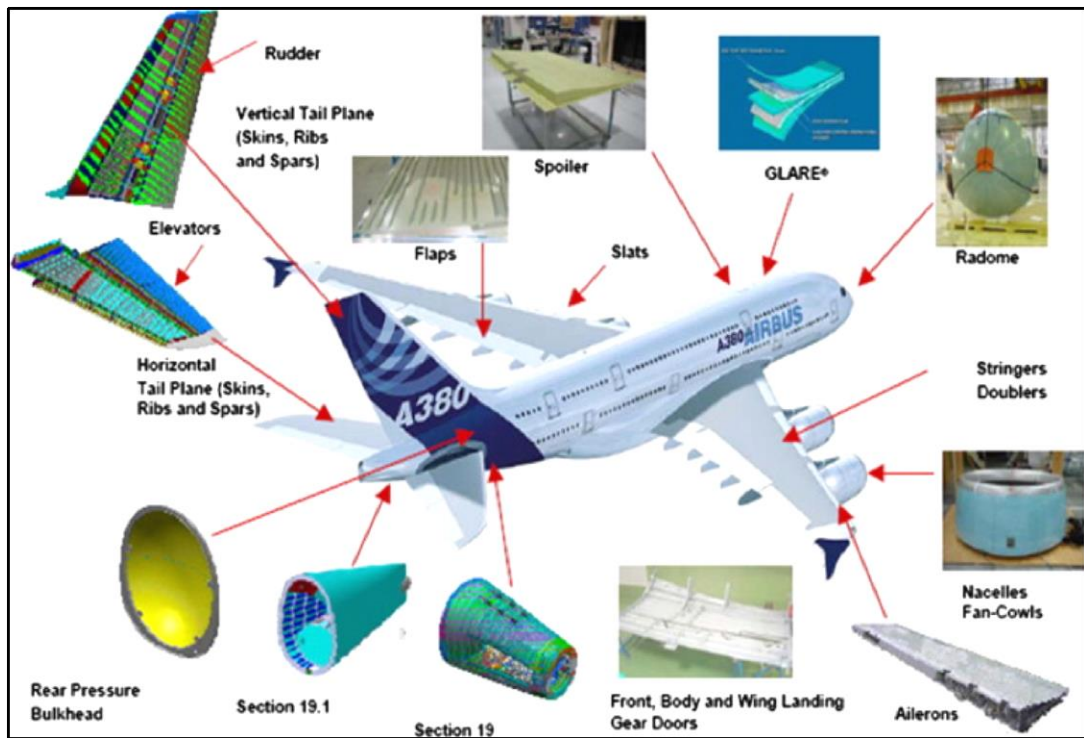 Rudder
Vertical Tail Plane
(Skins, Ribs
and Spars)
Spoiler
GLARE®
Radome
Elevators
Flaps
Slats
Horizontal
Tail Plane (Skins,
Ribs and Spars)
A380
A380 AIRBUS
Stringers
Doublers
Nacelles
Fan-Cowls
Rear Pressure
Bulkhead
Section 19.1
Section 19
Front, Body and Wing Landing
Gear Doors
Ailerons